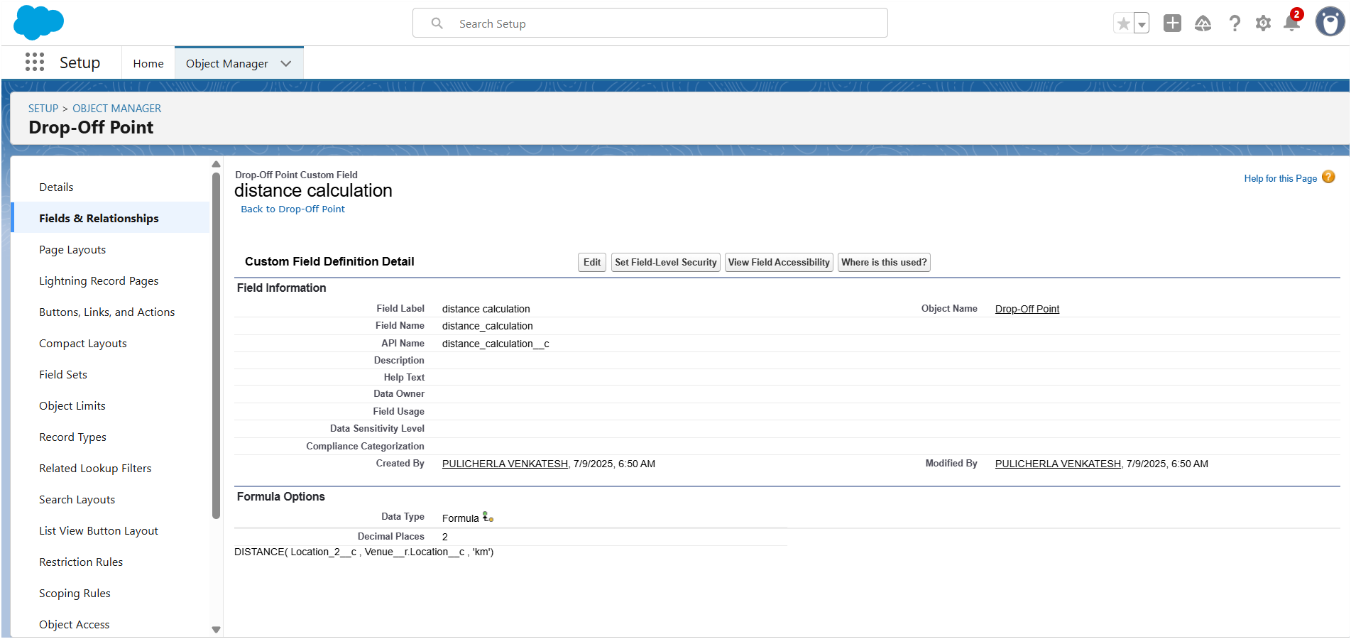 Search Setup
2
Setup
Home
Object Manager
SETUP > OBJECT MANAGER
Drop-Off Point
Details
Fields & Relationships
Page Layouts
Lightning Record Pages
Buttons, Links, and Actions
Compact Layouts
Field Sets
Object Limits
Record Types
Related Lookup Filters
Search Layouts
List View Button Layout
Restriction Rules
Scoping Rules
Object Access
Drop-Off Point Custom Field
distance calculation
Back to Drop-Off Point
Help for this Page ?
Custom Field Definition Detail
Edit
Set Field-Level Security
View Field Accessibility
Where is this used?
Field Information
Field Label distance calculation
Object Name Drop-Off Point
Field Name distance_calculation
API Name distance_calculation__c
Description
Help Text
Data Owner
Field Usage
Data Sensitivity Level
Compliance Categorization
Created By PULICHERLA VENKATESH, 7/9/2025, 6:50 AM
Modified By PULICHERLA VENKATESH, 7/9/2025, 6:50 AM
Formula Options
Data Type Formula
Decimal Places 2
DISTANCE( Location_2__c , Venue__r.Location__c , 'km')